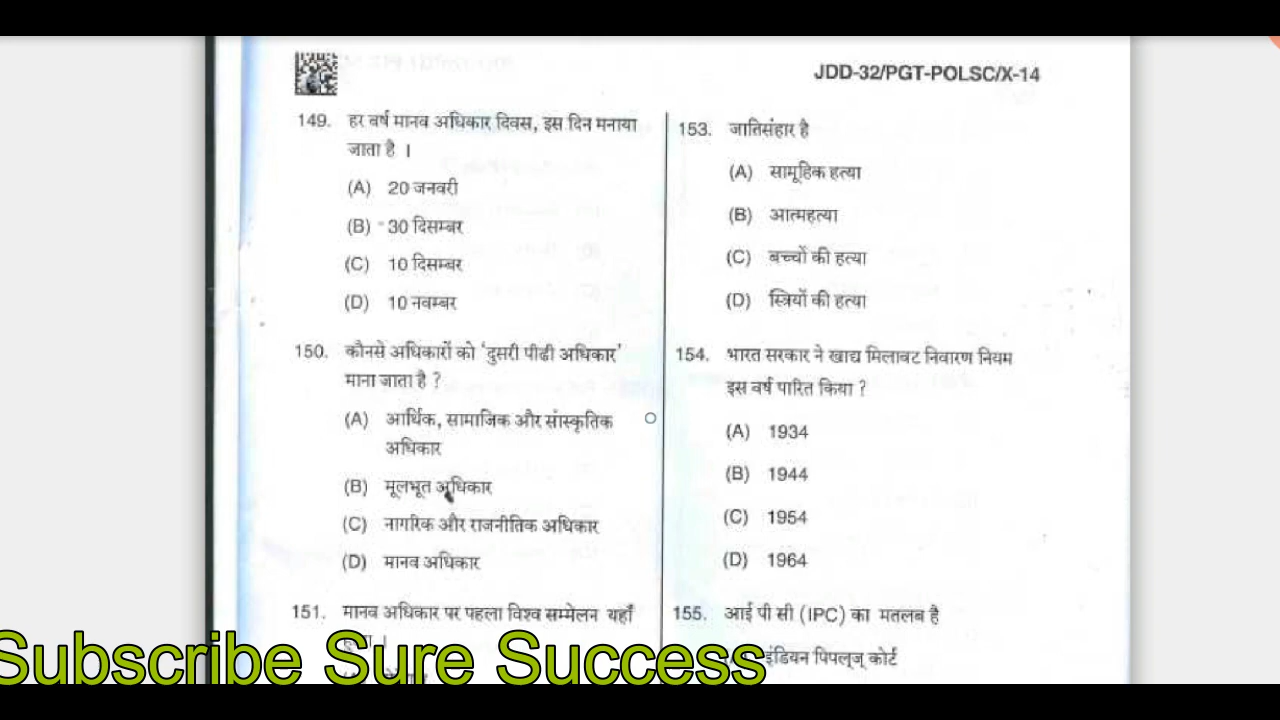 JDD-32/PGT-POLSC/X-14
149. हर वर्ष मानव अधिकार दिवस, इस दिन मनाया
जाता है ।
(A) 20 जनवरी
(B) 30 दिसम्बर
(C) 10 दिसम्बर
(D) 10 नवम्बर
150. कौनसे अधिकारों को ‘दुसरी पीढी अधिकार’
माना जाता है ?
(A) आर्थिक, सामाजिक और सांस्कृतिक
अधिकार
(B) मूलभूत अधिकार
(C) नागरिक और राजनीतिक अधिकार
(D) मानव अधिकार
151. मानव अधिकार पर पहला विश्व सम्मेलन यहाँ
153. जातिसंहार है
(A) सामूहिक हत्या
(B) आत्महत्या
(C) बच्चों की हत्या
(D) स्त्रियों की हत्या
154. भारत सरकार ने खाद्य मिलावट निवारण नियम
इस वर्ष पारित किया ?
(A) 1934
(B) 1944
(C) 1954
(D) 1964
155. आई पी सी (IPC) का मतलब है
इंडियन पिपल्ज् कोर्ट
Subscribe Sure Success